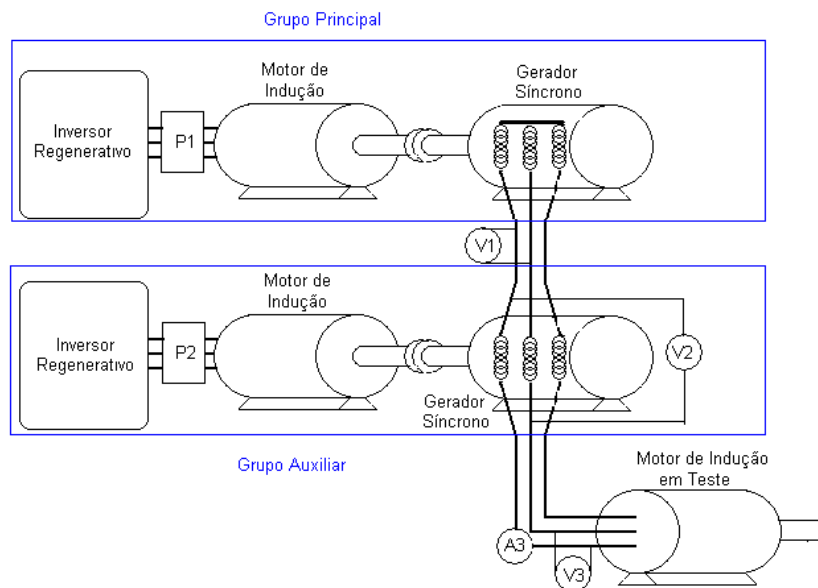 Grupo Principal
Inversor
Regenerativo
P1
Motor de
Indução
Gerador
Síncrono
V1
Inversor
Regenerativo
P2
Motor de
Indução
Gerador
Síncrono
V2
Grupo Auxiliar
Motor de Indução
em Teste
A3
V3